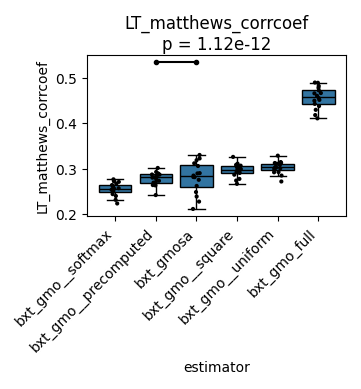 LT_matthews_corrcoef
p = 1.12e-12
LT_matthews_corrcoef
0.5
0.4
0.3
0.2
bxt_gmo__softmax
bxt_gmo__precomputed
bxt_gmosa
bxt_gmo__square
bxt_gmo__uniform
bxt_gmo_full
estimator